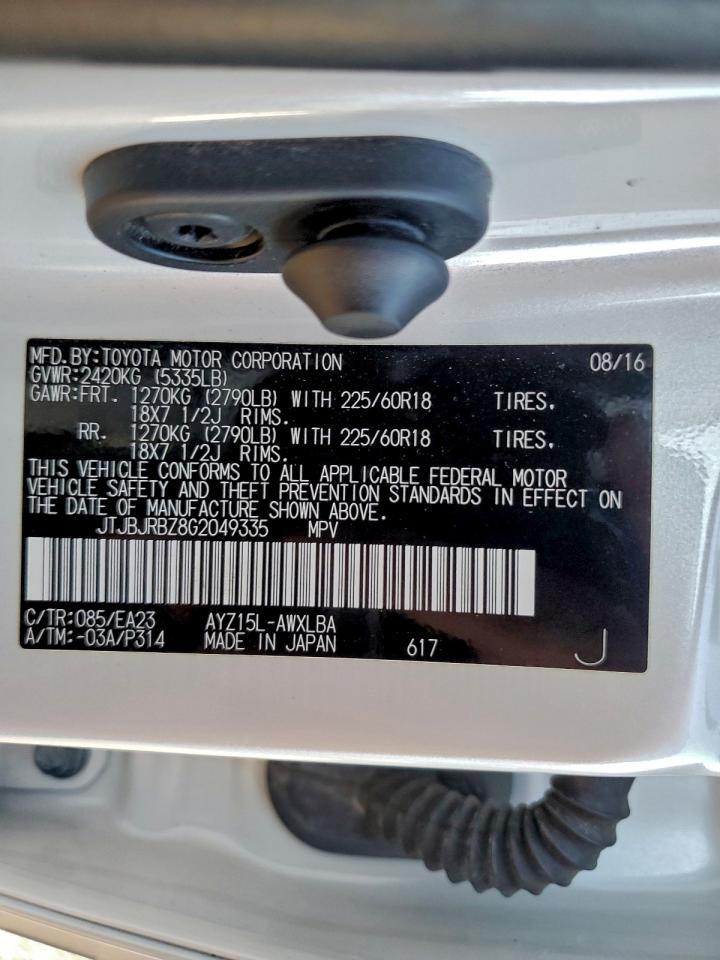 MFD.BY:TOYOTA MOTOR CORPORATION 08/16
GVWR:2420KG (5335LB)
GAWR:FRT. 1270KG (2790LB) WITH 225/60R18 TIRES,
18X7 1/2J RIMS.
RR. 1270KG (2790LB) WITH 225/60R18 TIRES,
18X7 1/2J RIMS.
THIS VEHICLE CONFORMS TO ALL APPLICABLE FEDERAL MOTOR
VEHICLE SAFETY AND THEFT PREVENTION STANDARDS IN EFFECT ON
THE DATE OF MANUFACTURE SHOWN ABOVE.
JTJBJRBZ8G2049335 MPV
C/TR:085/EA23 AYZ15L-AWXLBA
A/TM:-03A/P314 MADE IN JAPAN 617 J